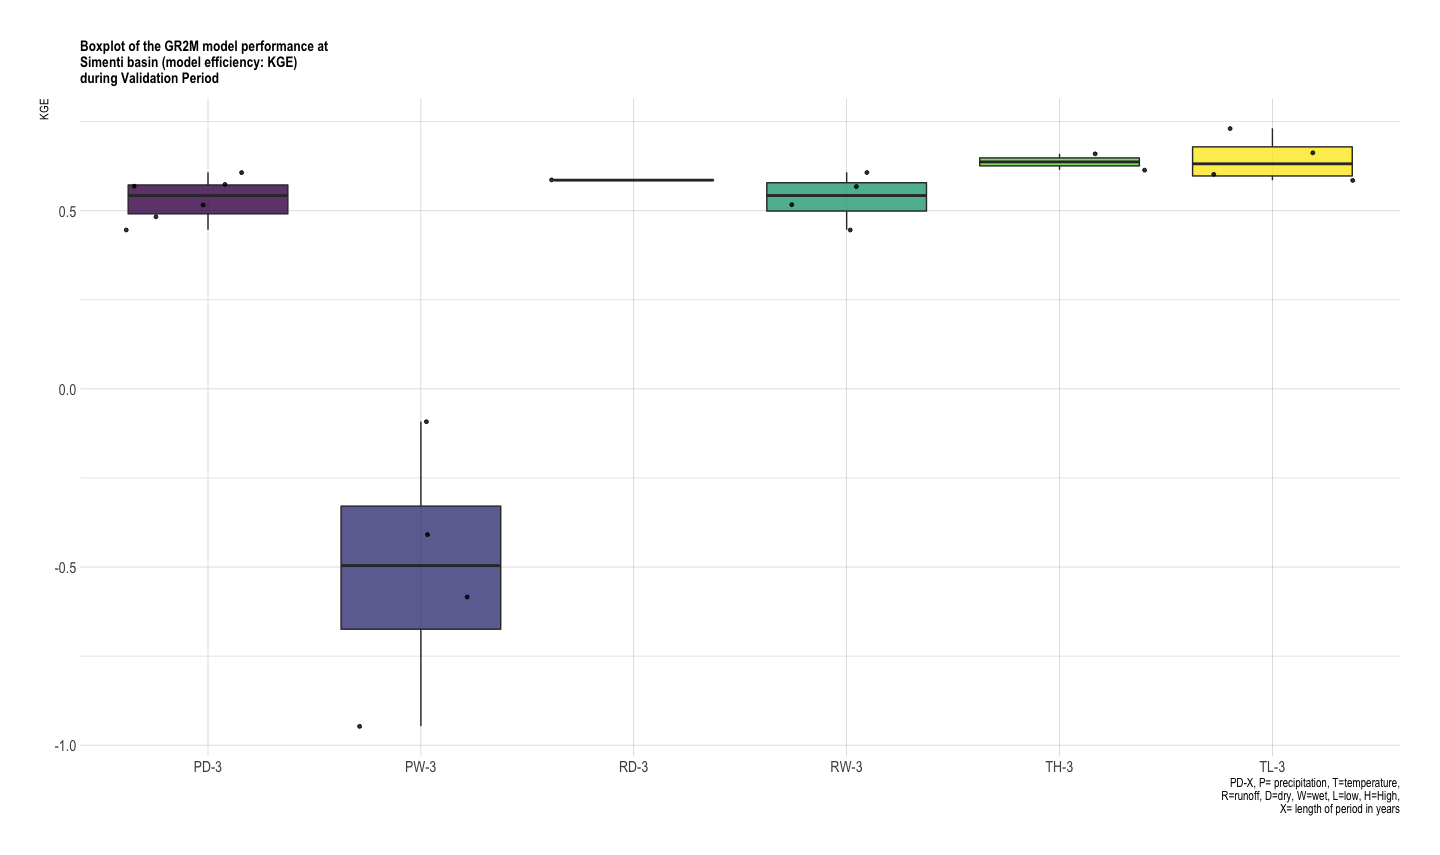 Boxplot of the GR2M model performance at
Simenti basin (model efficiency: KGE)
during Validation Period
KGE
0.5
0.0
-0.5
-1.0
PD-3 PW-3 RD-3 RW-3 TH-3 TL-3
PD-X, P= precipitation, T=temperature,
R=runoff, D=dry, W=wet, L=low, H=High,
X= length of period in years